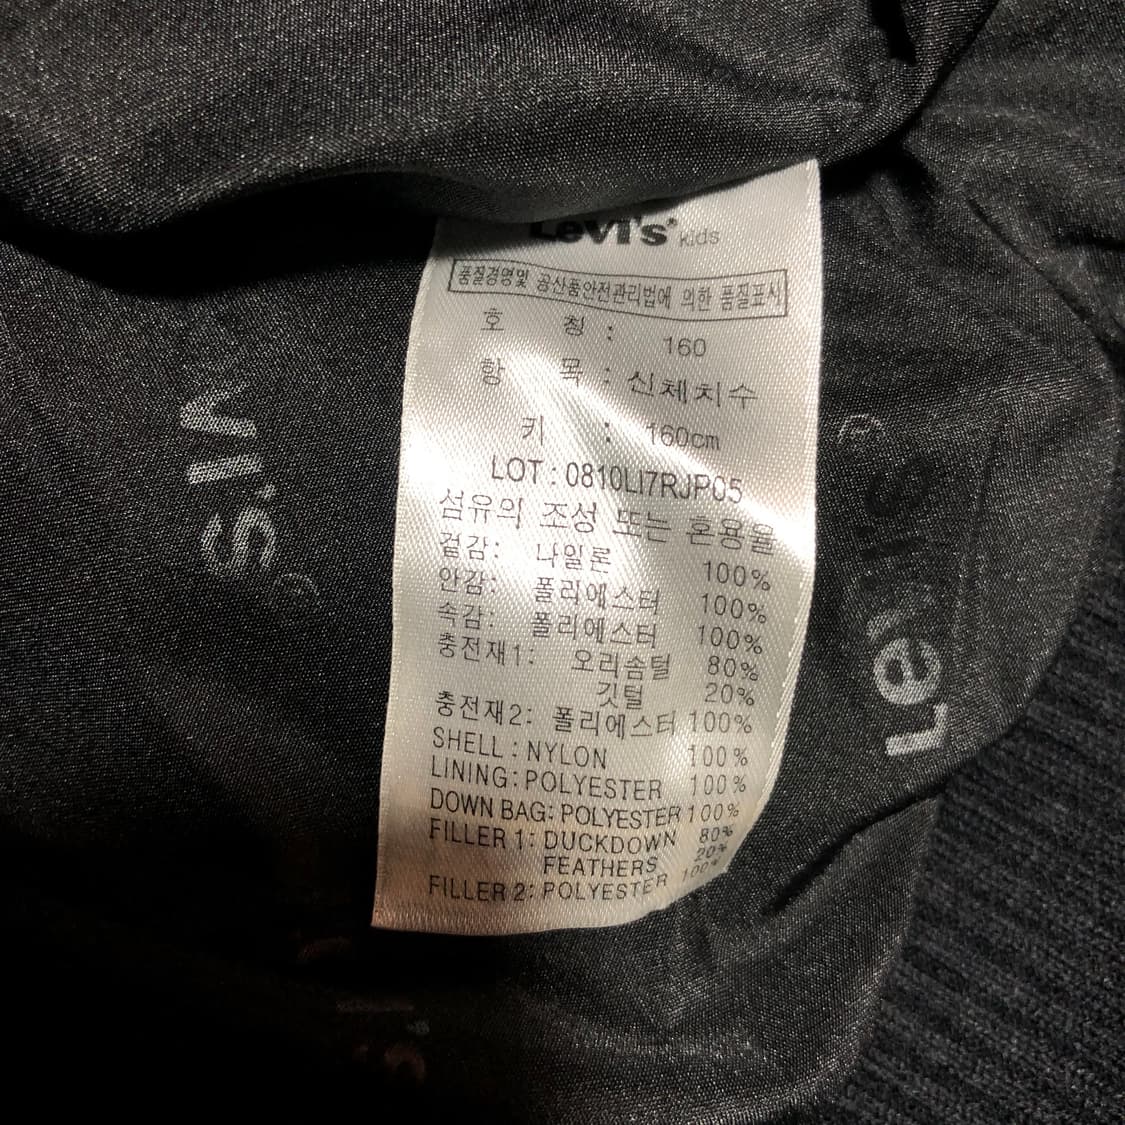 Levi's® kids
품질경영및 공산품안전관리법에 의한 품질표시
호 칭 : 160
항 목 : 신체치수
키 : 160cm
LOT : 0810LI7RJP05
섬유의 조성 또는 혼용율
겉감: 나일론 100%
안감: 폴리에스터 100%
속감: 폴리에스터 100%
충전재1: 오리솜털 80%
깃털 20%
충전재2: 폴리에스터 100%
SHELL : NYLON 100%
LINING: POLYESTER 100%
DOWN BAG: POLYESTER 100%
FILLER 1: DUCKDOWN 80%
FEATHERS 20%
FILLER 2: POLYESTER 100%
VI'S
Levi's®